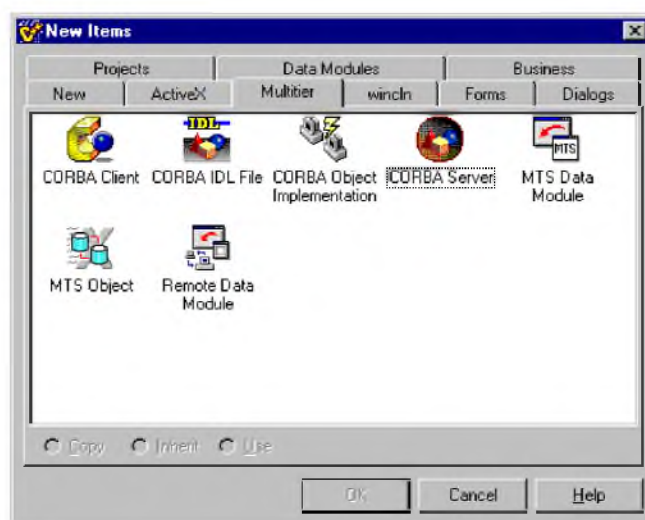 New Items
Projects Data Modules Business
New ActiveX Multitier wincln Forms Dialogs
IDL
CORBA Client CORBA IDL File CORBA Object Implementation CORBA Server MTS Data Module
MTS
MTS Object Remote Data Module
Copy Inherit Use
OK Cancel Help